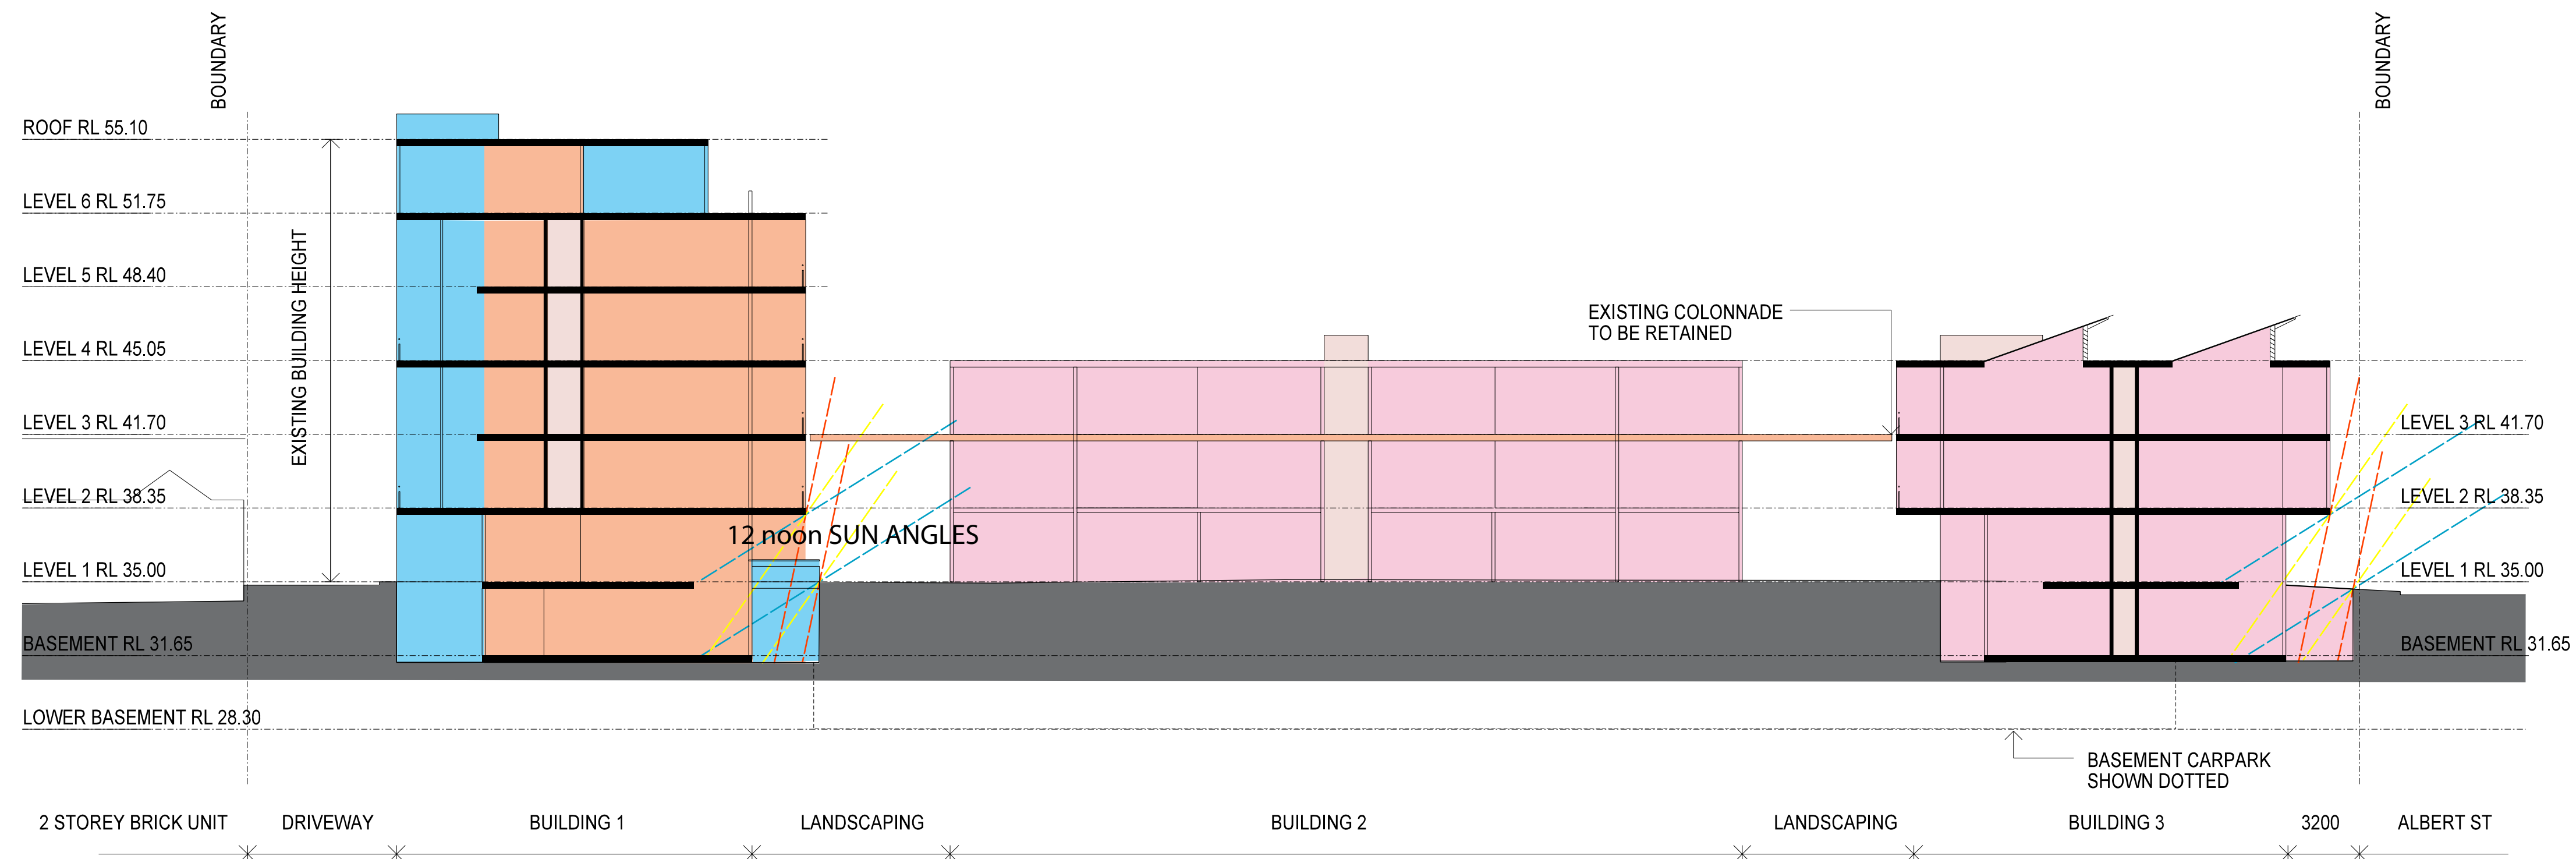 BOUNDARY
BOUNDARY
ROOF RL 55.10
LEVEL 6 RL 51.75
EXISTING BUILDING HEIGHT
LEVEL 5 RL 48.40
EXISTING COLONNADE
TO BE RETAINED
LEVEL 4 RL 45.05
LEVEL 3 RL 41.70
LEVEL 3 RL 41.70
LEVEL 2 RL 38.35
LEVEL 2 RL 38.35
12 noon SUN ANGLES
LEVEL 1 RL 35.00
LEVEL 1 RL 35.00
BASEMENT RL 31.65
BASEMENT RL 31.65
LOWER BASEMENT RL 28.30
BASEMENT CARPARK
SHOWN DOTTED
2 STOREY BRICK UNIT
DRIVEWAY
BUILDING 1
LANDSCAPING
BUILDING 2
LANDSCAPING
BUILDING 3
3200
ALBERT ST